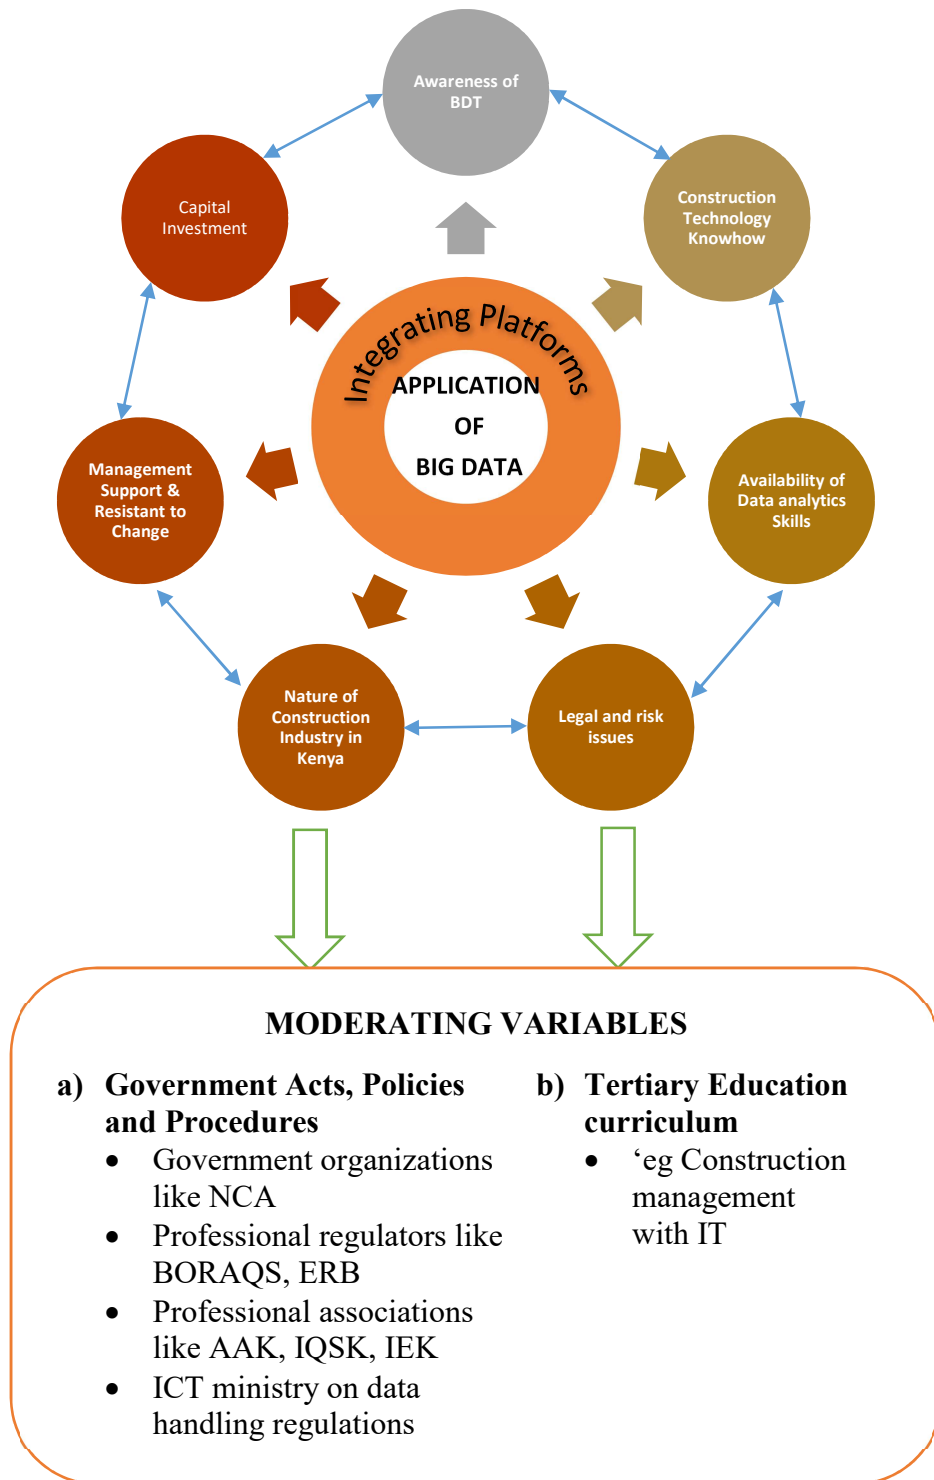 Awareness of
BDT
Capital
Investment
Construction
Technology
Knowhow
Integrating Platforms
APPLICATION
OF
BIG DATA
Management
Support &
Resistant to
Change
Availability of
Data analytics
Skills
Nature of
Construction
Industry in
Kenya
Legal and risk
issues
MODERATING VARIABLES
a) Government Acts, Policies
and Procedures
• Government organizations
like NCA
• Professional regulators like
BORAQS, ERB
• Professional associations
like AAK, IQSK, IEK
• ICT ministry on data
handling regulations
b) Tertiary Education
curriculum
• ‘eg Construction
management
with IT